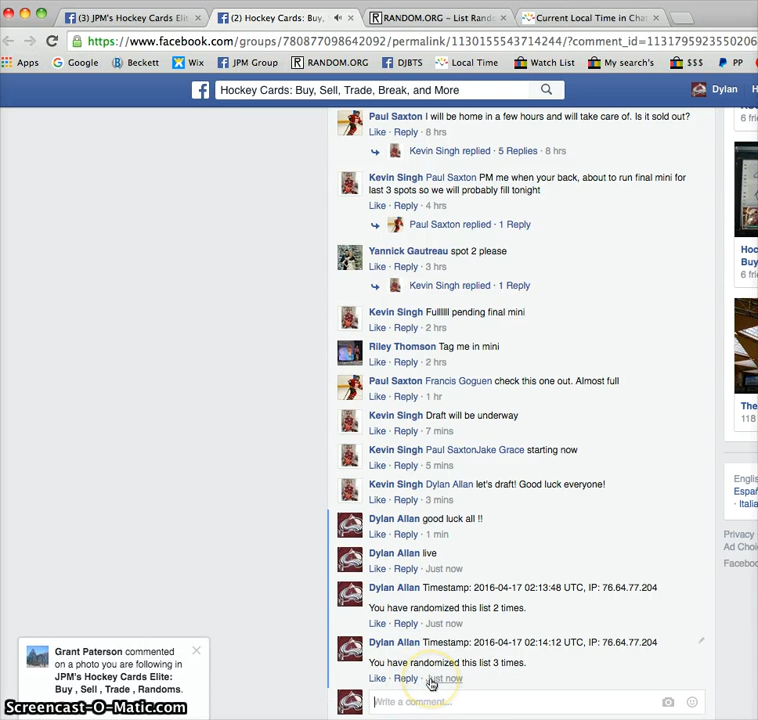 (3) JPM's Hockey Cards Elit
(2) Hockey Cards: Buy,
RANDOM.ORG – List Rand
Current Local Time in Cha
https://www.facebook.com/groups/780877098642092/permalink/1130155543714244/?comment_id=113179592355020
Apps
Google
Beckett
Wix
JPM Group
RANDOM.ORG
DJBTS
Local Time
Watch List
My search's
$$$
PP
Hockey Cards: Buy, Sell, Trade, Break, and More
Dylan
H
Paul Saxton I will be home in a few hours and will take care of. Is it sold out?
Like · Reply · 8 hrs
Kevin Singh replied · 5 Replies · 8 hrs
Kevin Singh Paul Saxton PM me when your back, about to run final mini for
last 3 spots so we will probably fill tonight
Like · Reply · 4 hrs
Paul Saxton replied · 1 Reply
Yannick Gautreau spot 2 please
Like · Reply · 3 hrs
Kevin Singh replied · 1 Reply
Kevin Singh Fullllll pending final mini
Like · Reply · 2 hrs
Riley Thomson Tag me in mini
Like · Reply · 2 hrs
Paul Saxton Francis Goguen check this one out. Almost full
Like · Reply · 1 hr
Kevin Singh Draft will be underway
Like · Reply · 7 mins
Kevin Singh Paul SaxtonJake Grace starting now
Like · Reply · 5 mins
Kevin Singh Dylan Allan let's draft! Good luck everyone!
Like · Reply · 3 mins
Dylan Allan good luck all !!
Like · Reply · 1 min
Dylan Allan live
Like · Reply · Just now
Dylan Allan Timestamp: 2016-04-17 02:13:48 UTC, IP: 76.64.77.204
You have randomized this list 2 times.
Like · Reply · Just now
Dylan Allan Timestamp: 2016-04-17 02:14:12 UTC, IP: 76.64.77.204
You have randomized this list 3 times.
Like · Reply · Just now
Write a comment...
6 fri
Hoc
Buy
6 fri
The
118
English
Españ
Italia
Privacy
Ad Choi
Facebo
Grant Paterson commented
on a photo you are following in
JPM's Hockey Cards Elite:
Buy , Sell , Trade , Randoms.
Screencast-O-Matic.com